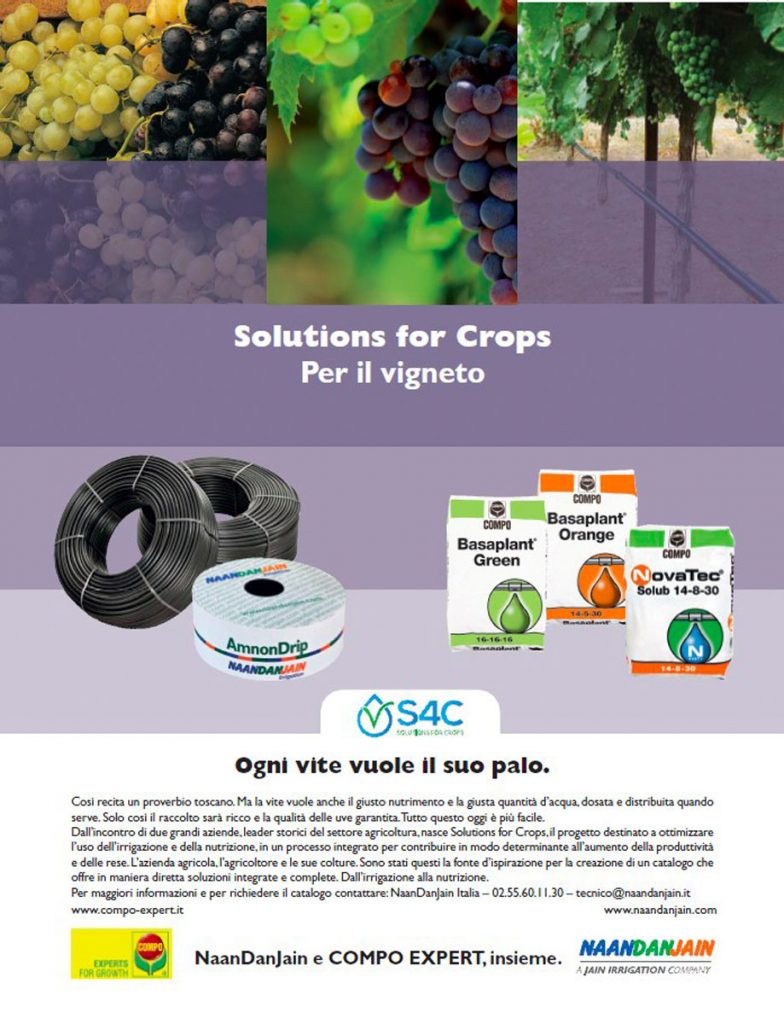 Solutions for Crops
Per il vigneto
NAANDANJAIN
www.naandanjain.com
AmnonDrip
NAANDANJAIN
Irrigation
COMPO
Basaplant®
Green
16-16-16
Basaplant®
COMPO
Basaplant®
Orange
14-5-30
COMPO
NovaTec®
Solub 14-8-30
N
14-8-30
S4C
SOLUTIONS FOR CROPS
Ogni vite vuole il suo palo.
Così recita un proverbio toscano. Ma la vite vuole anche il giusto nutrimento e la giusta quantità d'acqua, dosata e distribuita quando
serve. Solo così il raccolto sarà ricco e la qualità delle uve garantita. Tutto questo oggi è più facile.
Dall'incontro di due grandi aziende, leader storici del settore agricoltura, nasce Solutions for Crops, il progetto destinato a ottimizzare
l'uso dell'irrigazione e della nutrizione, in un processo integrato per contribuire in modo determinante all'aumento della produttività
e delle rese. L'azienda agricola, l'agricoltore e le sue colture. Sono stati questi la fonte d'ispirazione per la creazione di un catalogo che
offre in maniera diretta soluzioni integrate e complete. Dall'irrigazione alla nutrizione.
Per maggiori informazioni e per richiedere il catalogo contattare: NaanDanJain Italia – 02.55.60.11.30 – tecnico@naandanjain.it
www.compo-expert.it www.naandanjain.com
EXPERTS
FOR GROWTH
COMPO
NaanDanJain e COMPO EXPERT, insieme.
NAANDANJAIN
A JAIN IRRIGATION COMPANY